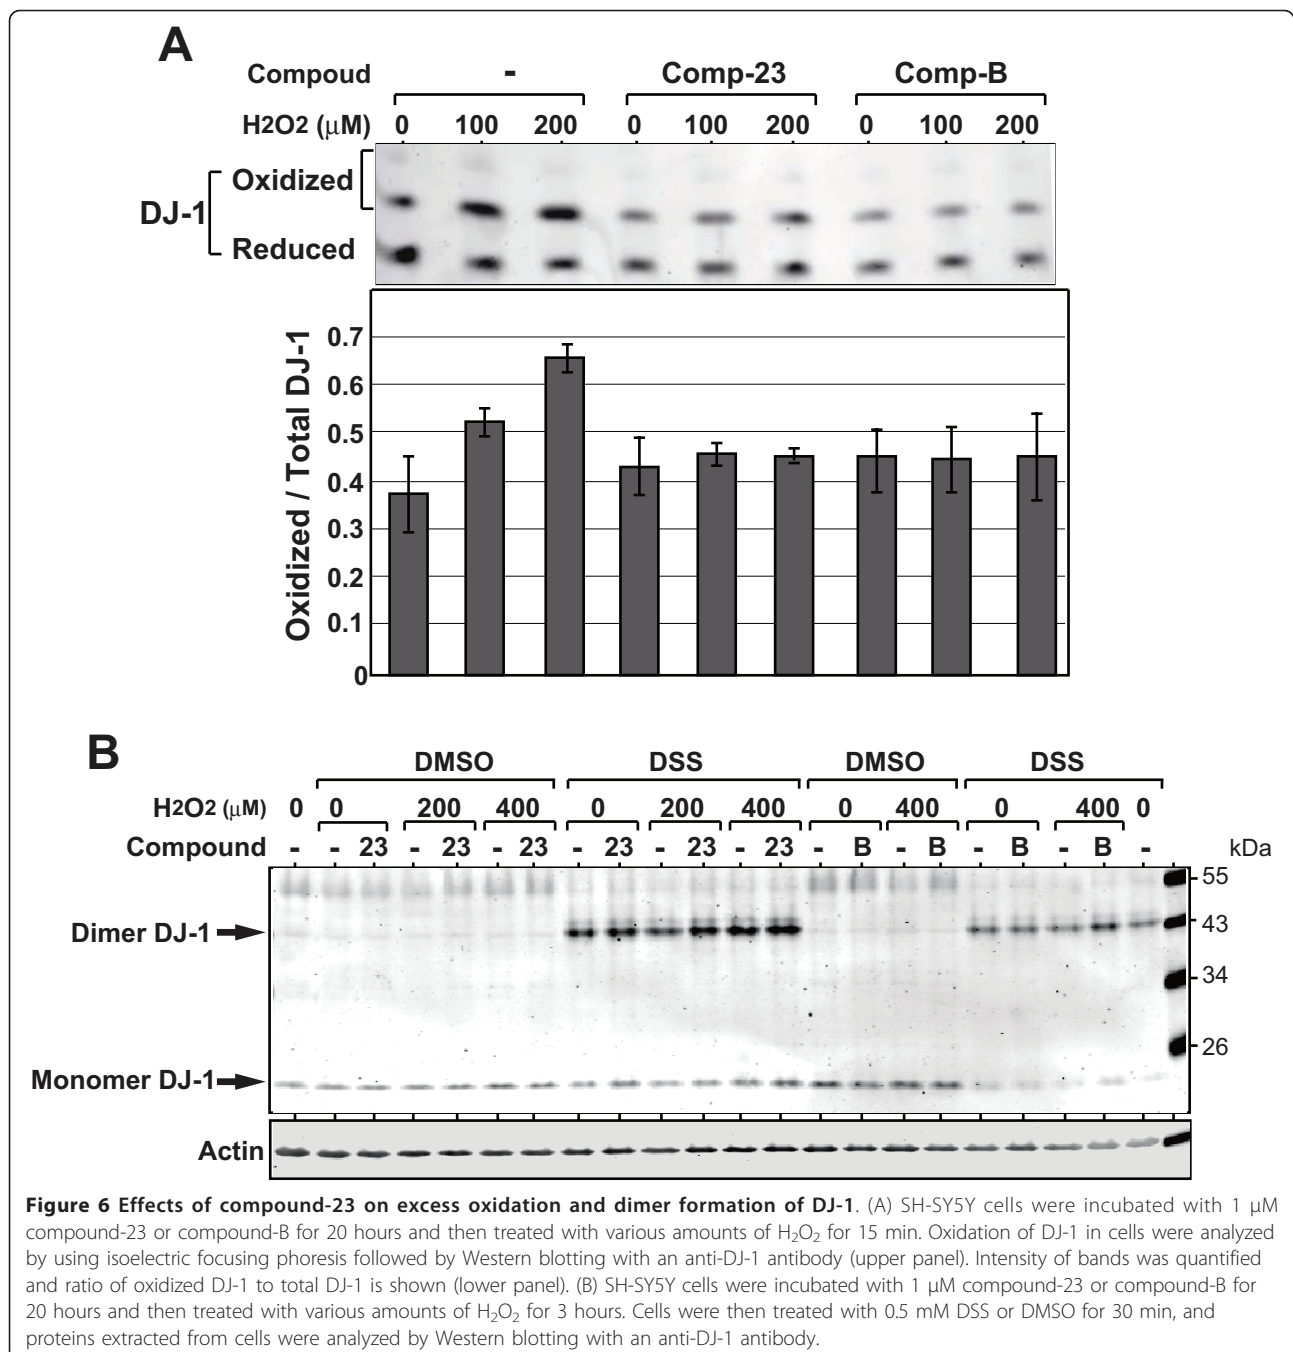 A
Compoud - Comp-23 Comp-B
H2O2 (μM) 0 100 200 0 100 200 0 100 200
Oxidized
DJ-1
Reduced
Oxidized / Total DJ-1
0.7
0.6
0.5
0.4
0.3
0.2
0.1
0
B
DMSO DSS DMSO DSS
H2O2 (μM) 0 0 200 400 0 200 400 0 400 0 400 0
Compound - - 23 - 23 - 23 - 23 - 23 - 23 - B - B - B - B - kDa
55
Dimer DJ-1 43
34
26
Monomer DJ-1
Actin
Figure 6 Effects of compound-23 on excess oxidation and dimer formation of DJ-1. (A) SH-SY5Y cells were incubated with 1 μM
compound-23 or compound-B for 20 hours and then treated with various amounts of H₂O₂ for 15 min. Oxidation of DJ-1 in cells were analyzed
by using isoelectric focusing phoresis followed by Western blotting with an anti-DJ-1 antibody (upper panel). Intensity of bands was quantified
and ratio of oxidized DJ-1 to total DJ-1 is shown (lower panel). (B) SH-SY5Y cells were incubated with 1 μM compound-23 or compound-B for
20 hours and then treated with various amounts of H₂O₂ for 3 hours. Cells were then treated with 0.5 mM DSS or DMSO for 30 min, and
proteins extracted from cells were analyzed by Western blotting with an anti-DJ-1 antibody.